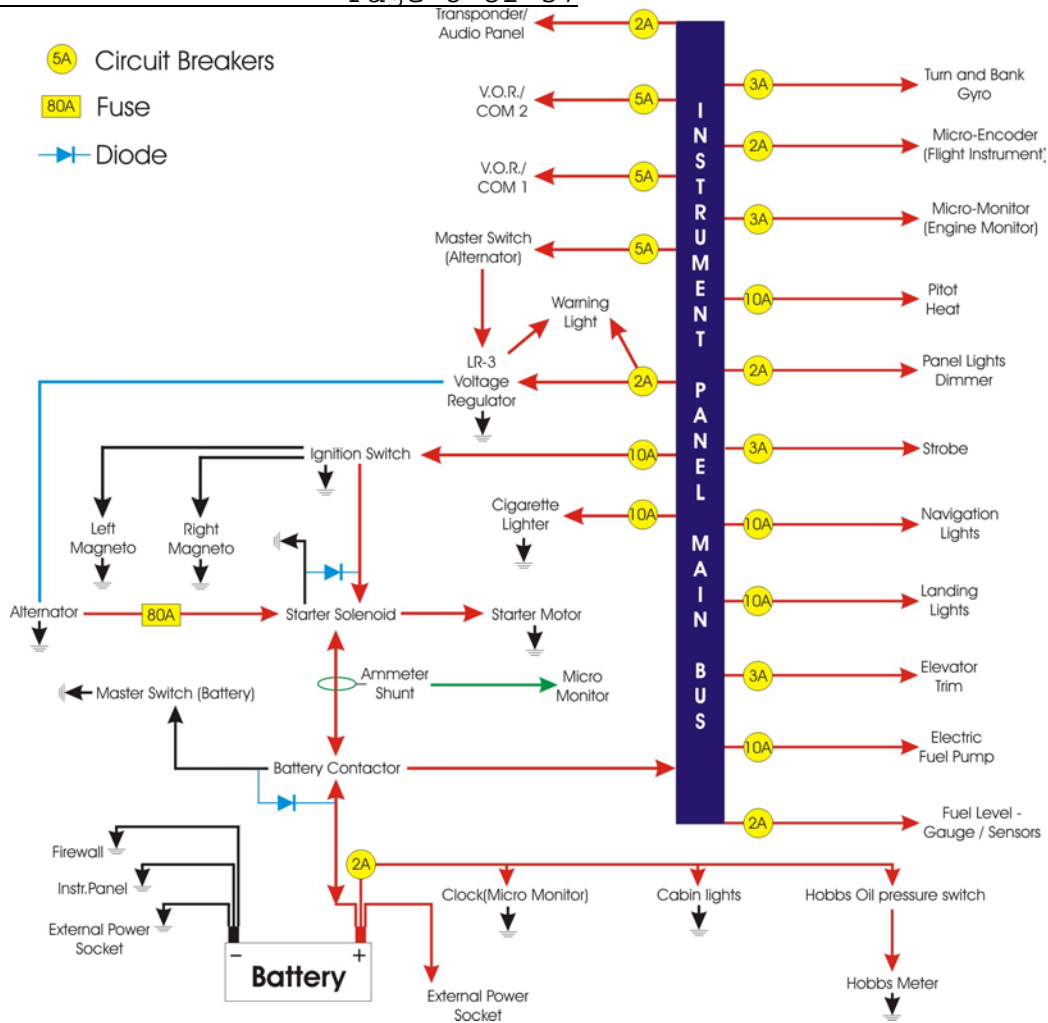 Transponder/
Audio Panel
2A
5A
Circuit Breakers
80A
Fuse
Diode
V.O.R./
COM 2
5A
V.O.R./
COM 1
5A
Master Switch
(Alternator)
5A
Warning
Light
LR-3
Voltage
Regulator
2A
Ignition Switch
10A
Cigarette
Lighter
10A
Left
Magneto
Right
Magneto
Alternator
80A
Starter Solenoid
Starter Motor
Ammeter
Shunt
Micro
Monitor
Master Switch (Battery)
Battery Contactor
INSTRUMENT PANEL MAIN BUS
3A
Turn and Bank
Gyro
2A
Micro-Encoder
(Flight Instrument)
3A
Micro-Monitor
(Engine Monitor)
10A
Pitot
Heat
2A
Panel Lights
Dimmer
3A
Strobe
10A
Navigation
Lights
10A
Landing
Lights
3A
Elevator
Trim
10A
Electric
Fuel Pump
2A
Fuel Level -
Gauge / Sensors
Firewall
Instr.Panel
External Power
Socket
2A
Clock(Micro Monitor)
Cabin lights
Hobbs Oil pressure switch
Hobbs Meter
External Power
Socket
– +
Battery